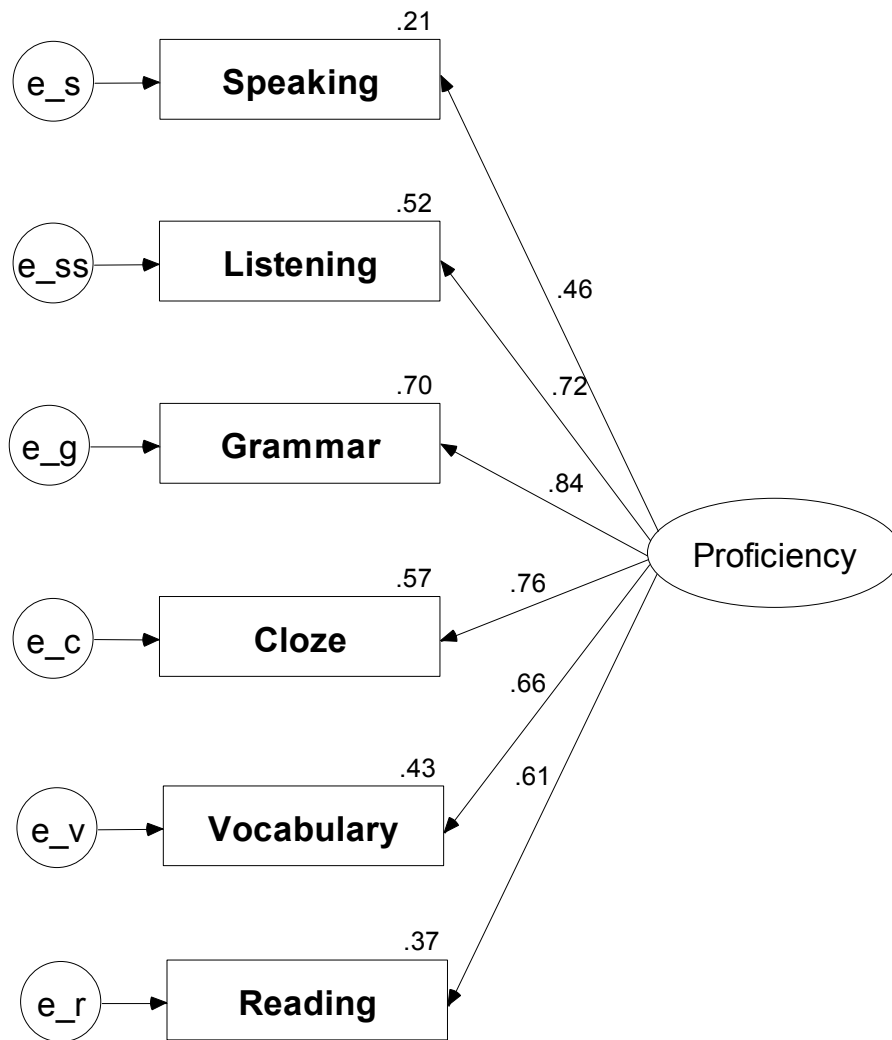 .21
e_s
Speaking
.52
e_ss
Listening
.46
.70
.72
e_g
Grammar
.84
Proficiency
.57
.76
e_c
Cloze
.66
.43
.61
e_v
Vocabulary
.37
e_r
Reading